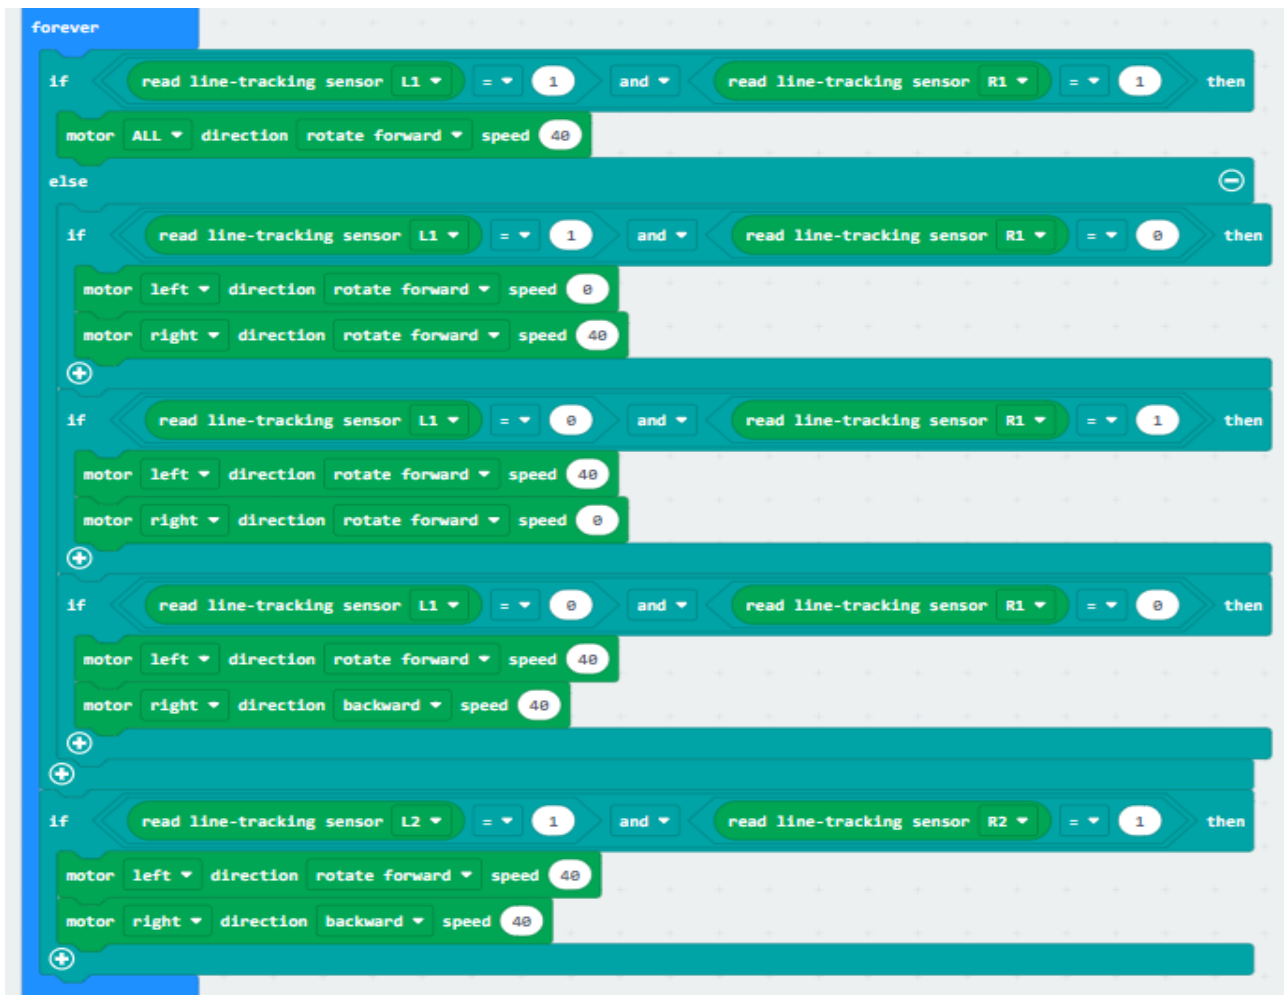 forever
if read line-tracking sensor L1 = 1 and read line-tracking sensor R1 = 1 then
motor ALL direction rotate forward speed 40
else
if read line-tracking sensor L1 = 1 and read line-tracking sensor R1 = 0 then
motor left direction rotate forward speed 0
motor right direction rotate forward speed 40
if read line-tracking sensor L1 = 0 and read line-tracking sensor R1 = 1 then
motor left direction rotate forward speed 40
motor right direction rotate forward speed 0
if read line-tracking sensor L1 = 0 and read line-tracking sensor R1 = 0 then
motor left direction rotate forward speed 40
motor right direction backward speed 40
if read line-tracking sensor L2 = 1 and read line-tracking sensor R2 = 1 then
motor left direction rotate forward speed 40
motor right direction backward speed 40